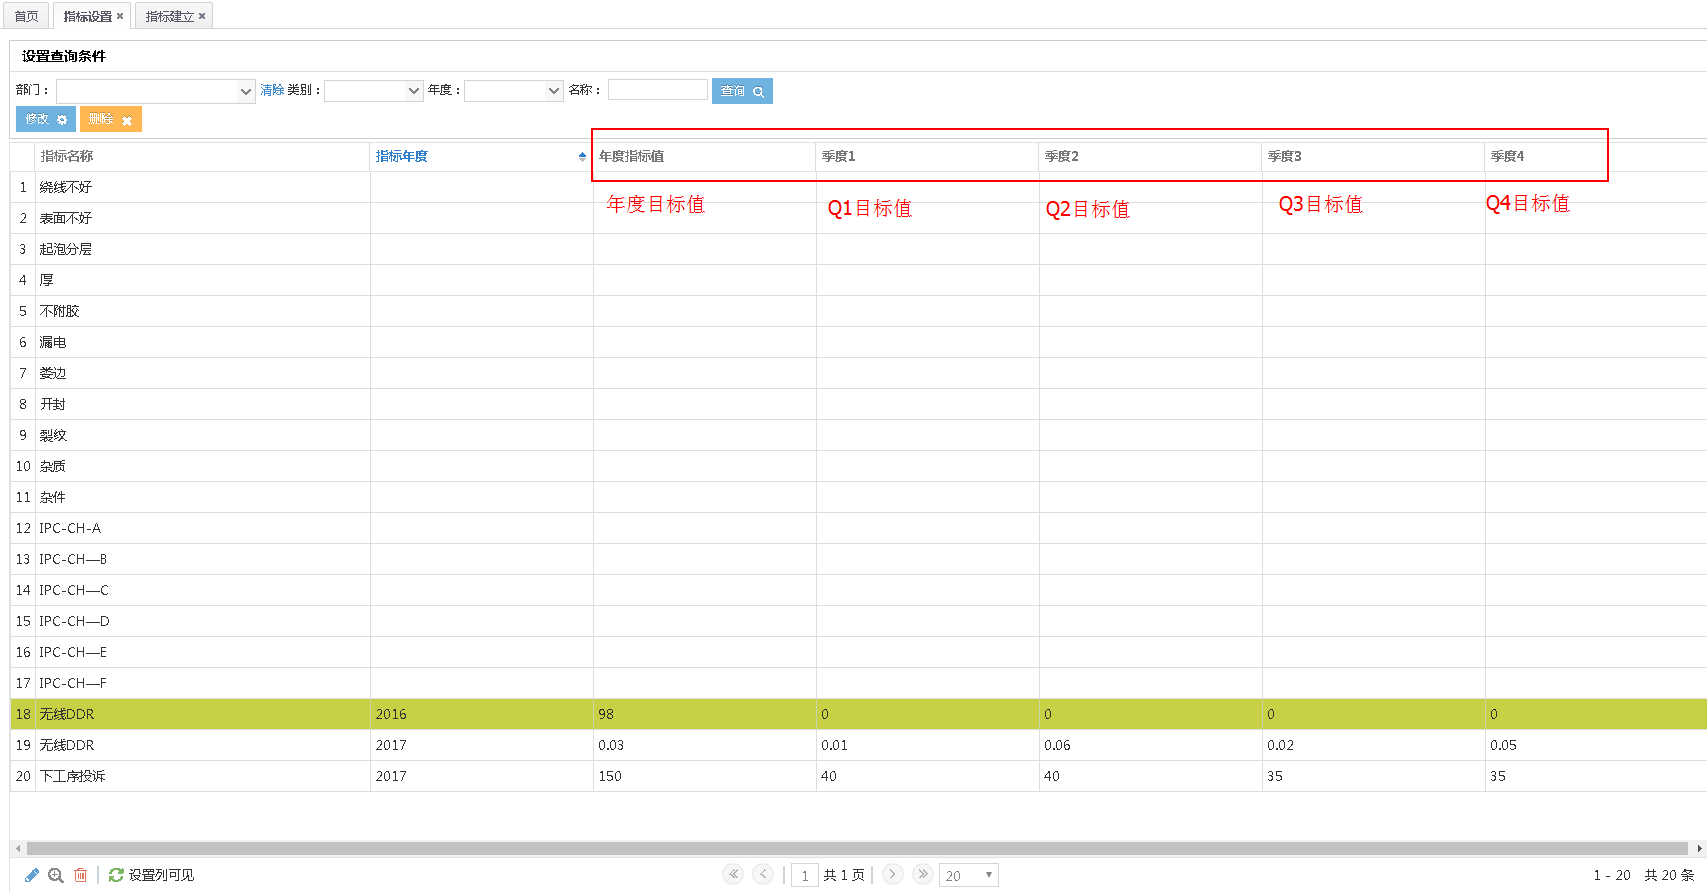 首页 指标设置 × 指标建立 ×
设置查询条件
部门： 清除 类别： 年度： 名称： 查询
修改 删除
指标名称 指标年度 年度指标值 季度1 季度2 季度3 季度4
年度目标值 Q1目标值 Q2目标值 Q3目标值 Q4目标值
1 绕线不好
2 表面不好
3 起泡分层
4 厚
5 不附胶
6 漏电
7 娄边
8 开封
9 裂纹
10 杂质
11 杂件
12 IPC-CH-A
13 IPC-CH—B
14 IPC-CH—C
15 IPC-CH—D
16 IPC-CH—E
17 IPC-CH—F
18 无线DDR 2016 98 0 0 0 0
19 无线DDR 2017 0.03 0.01 0.06 0.02 0.05
20 下工序投诉 2017 150 40 40 35 35
设置列可见 1 共 1 页 20 1 - 20 共 20 条